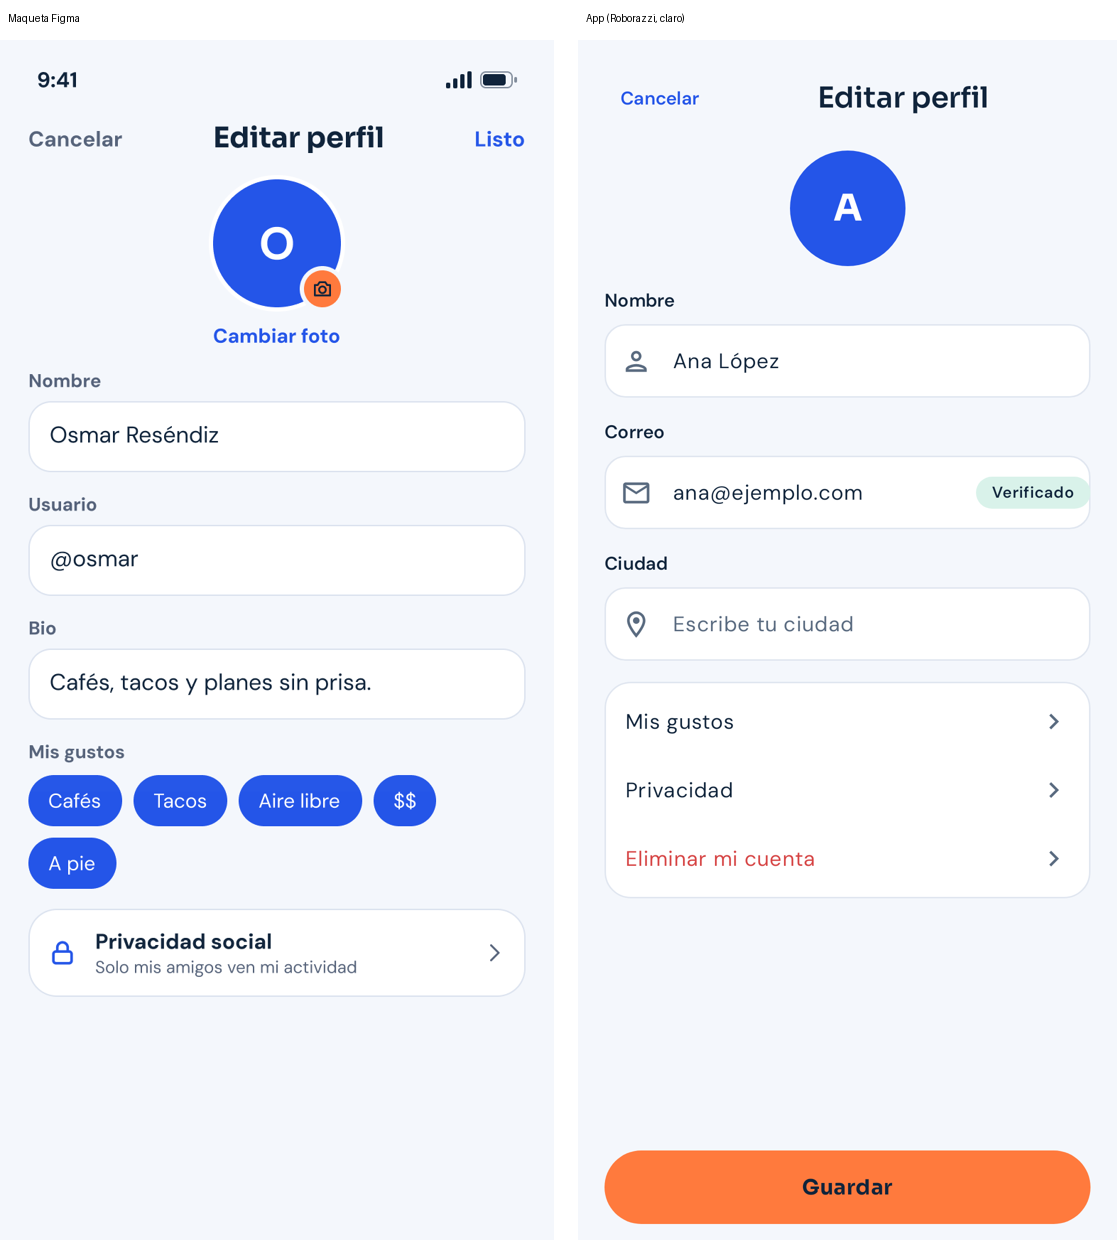 Maqueta Figma
9:41
Cancelar
Editar perfil
Listo
O
Cambiar foto
Nombre
Osmar Reséndiz
Usuario
@osmar
Bio
Cafés, tacos y planes sin prisa.
Mis gustos
Cafés Tacos Aire libre $$
A pie
Privacidad social
Solo mis amigos ven mi actividad
App (Roborazzi, claro)
Cancelar
Editar perfil
A
Nombre
Ana López
Correo
ana@ejemplo.com Verificado
Ciudad
Escribe tu ciudad
Mis gustos
Privacidad
Eliminar mi cuenta
Guardar